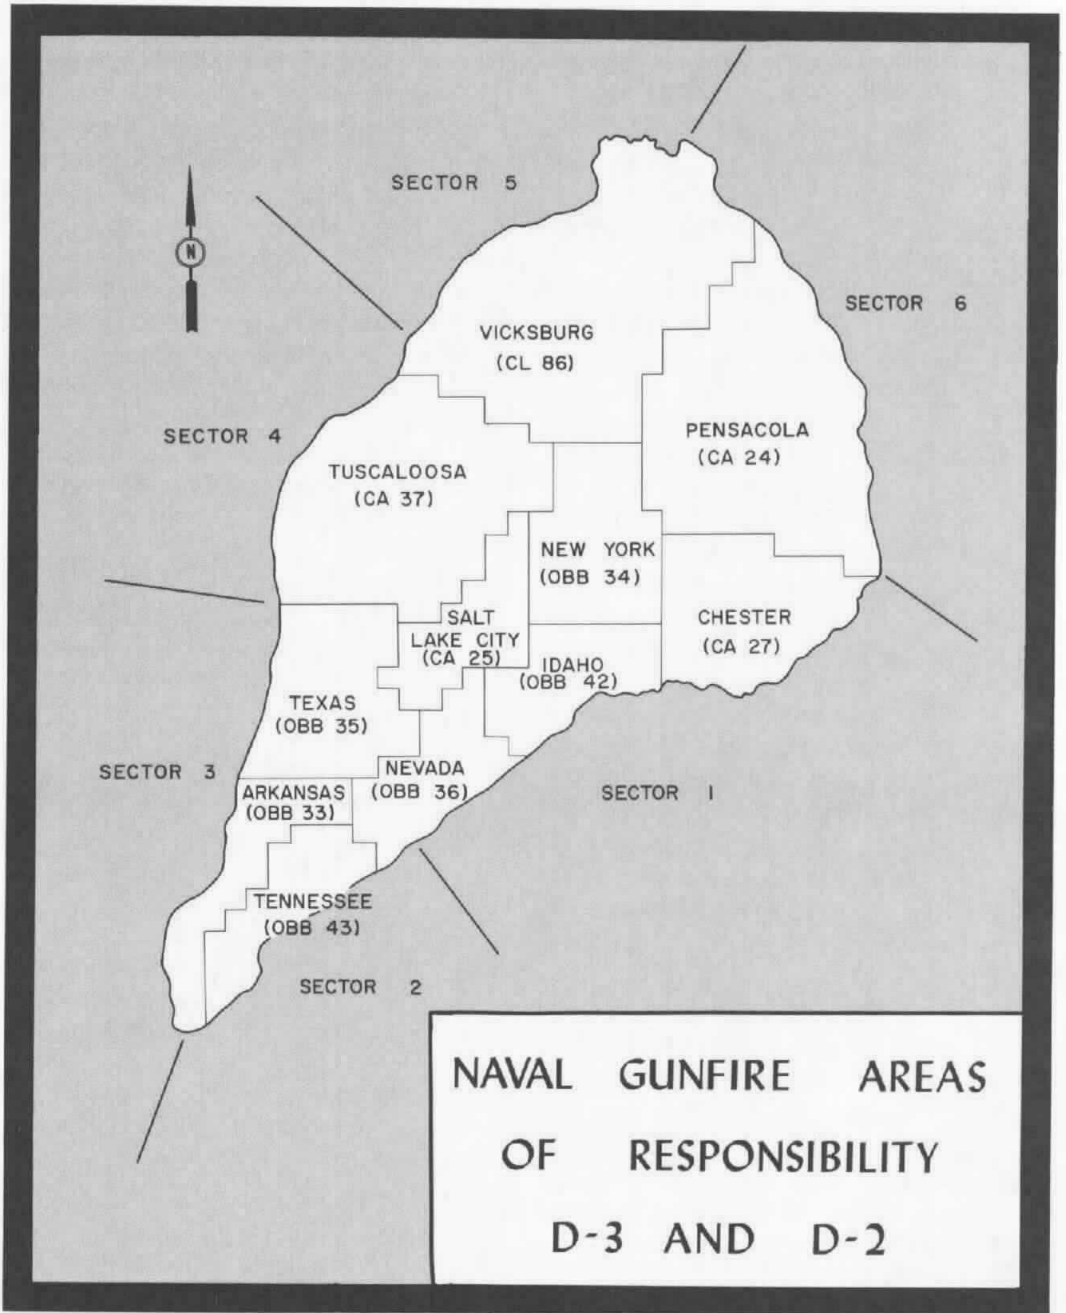 SECTOR 5
N
SECTOR 6
VICKSBURG
(CL 86)
SECTOR 4
PENSACOLA
(CA 24)
TUSCALOOSA
(CA 37)
NEW YORK
(OBB 34)
SALT
LAKE CITY
(CA 25)
CHESTER
(CA 27)
IDAHO
(OBB 42)
TEXAS
(OBB 35)
SECTOR 3
NEVADA
(OBB 36)
ARKANSAS
(OBB 33)
SECTOR 1
TENNESSEE
(OBB 43)
SECTOR 2
NAVAL GUNFIRE AREAS
OF RESPONSIBILITY
D-3 AND D-2